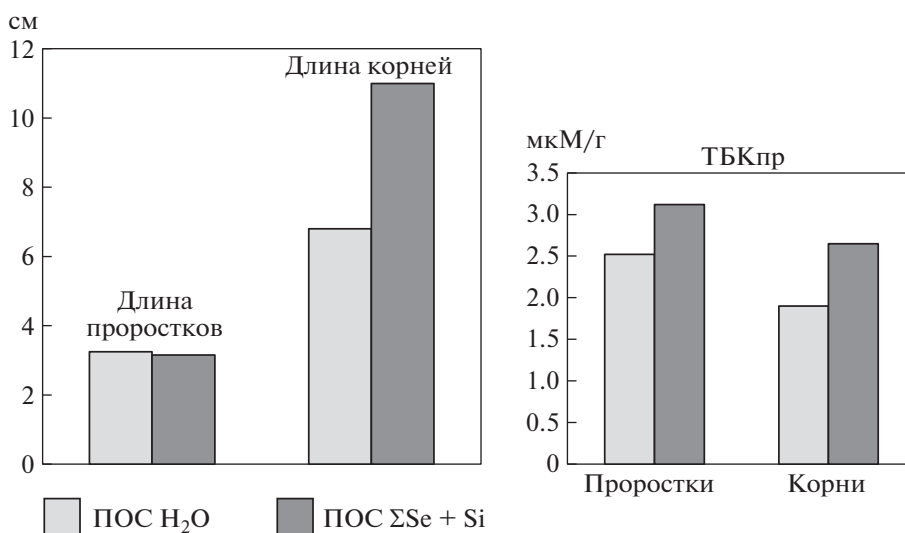 см
12
10
8
6
4
2
0
Длина корней
Длина
проростков
мкМ/г
ТБКпр
3.5
3.0
2.5
2.0
1.5
1.0
0.5
0
Проростки
Корни
ПОС H₂O
ПОС ΣSe + Si